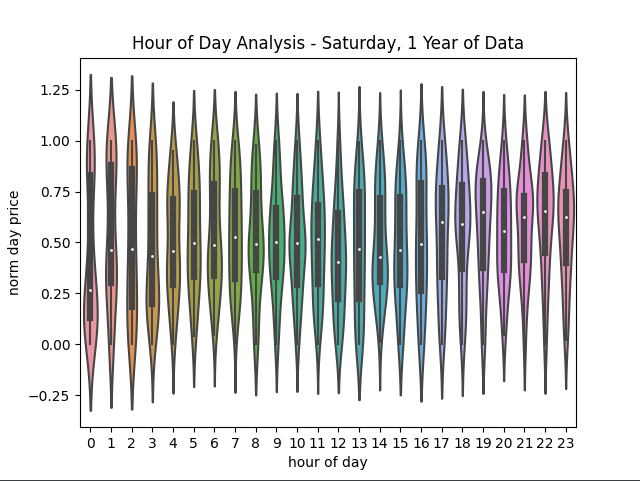 Hour of Day Analysis - Saturday, 1 Year of Data
1.25
1.00
0.75
0.50
0.25
0.00
−0.25
norm day price
0 1 2 3 4 5 6 7 8 9 10 11 12 13 14 15 16 17 18 19 20 21 22 23
hour of day